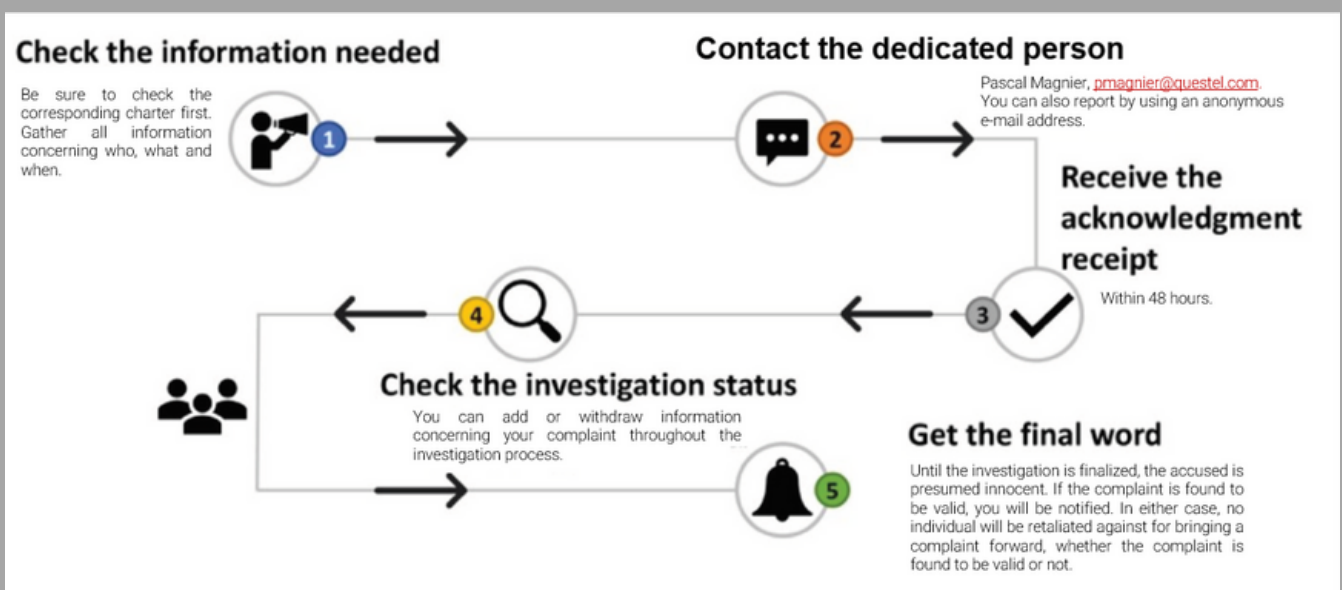 Check the information needed
Be sure to check the
corresponding charter first.
Gather all information
concerning who, what and
when.
1
Contact the dedicated person
Pascal Magnier, pmagnier@questel.com.
You can also report by using an anonymous
e-mail address.
2
Receive the
acknowledgment
receipt
Within 48 hours.
3
4
Check the investigation status
You can add or withdraw information
concerning your complaint throughout the
investigation process.
5
Get the final word
Until the investigation is finalized, the accused is
presumed innocent. If the complaint is found to
be valid, you will be notified. In either case, no
individual will be retaliated against for bringing a
complaint forward, whether the complaint is
found to be valid or not.